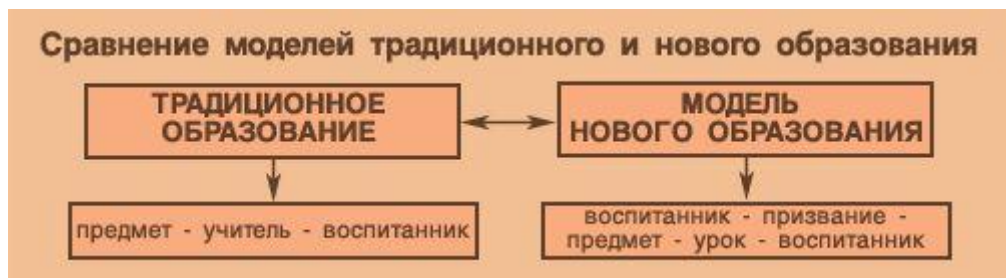 Сравнение моделей традиционного и нового образования
ТРАДИЦИОННОЕ
ОБРАЗОВАНИЕ
МОДЕЛЬ
НОВОГО ОБРАЗОВАНИЯ
предмет - учитель - воспитанник
воспитанник - призвание -
предмет - урок - воспитанник